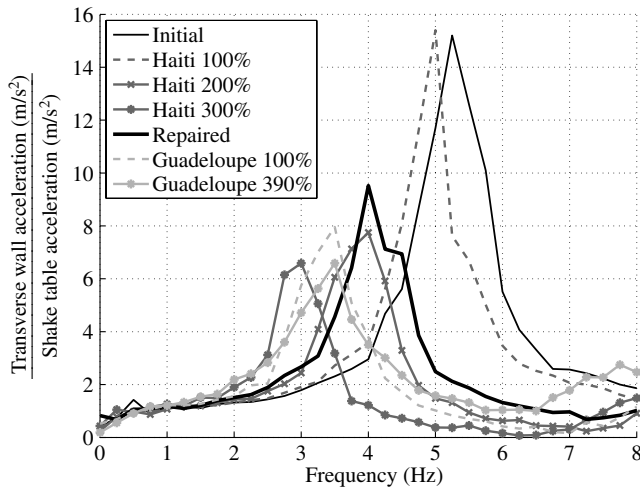 16
14
12
10
8
6
4
2
0
Transverse wall acceleration (m/s²)
Shake table acceleration (m/s²)
Initial
Haiti 100%
Haiti 200%
Haiti 300%
Repaired
Guadeloupe 100%
Guadeloupe 390%
0 1 2 3 4 5 6 7 8
Frequency (Hz)